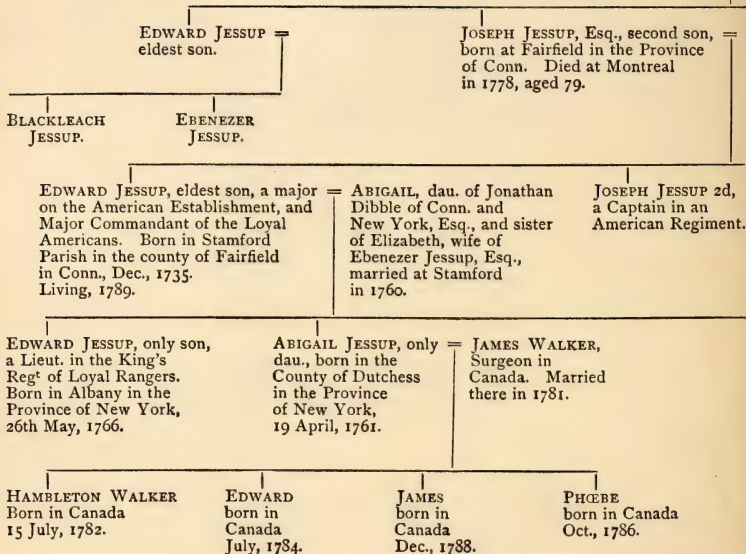 EDWARD JESSUP =
eldest son.
JOSEPH JESSUP, Esq., second son, =
born at Fairfield in the Province
of Conn. Died at Montreal
in 1778, aged 79.
BLACKLEACH
JESSUP.
EBENEZER
JESSUP.
EDWARD JESSUP, eldest son, a major =
on the American Establishment, and
Major Commandant of the Loyal
Americans. Born in Stamford
Parish in the county of Fairfield
in Conn., Dec., 1735.
Living, 1789.
ABIGAIL, dau. of Jonathan
Dibble of Conn. and
New York, Esq., and sister
of Elizabeth, wife of
Ebenezer Jessup, Esq.,
married at Stamford
in 1760.
JOSEPH JESSUP 2d,
a Captain in an
American Regiment.
EDWARD JESSUP, only son,
a Lieut. in the King's
Regt of Loyal Rangers.
Born in Albany in the
Province of New York,
26th May, 1766.
ABIGAIL JESSUP, only =
dau., born in the
County of Dutchess
in the Province
of New York,
19 April, 1761.
JAMES WALKER,
Surgeon in
Canada. Married
there in 1781.
HAMBLETON WALKER
Born in Canada
15 July, 1782.
EDWARD
born in
Canada
July, 1784.
JAMES
born in
Canada
Dec., 1788.
PHŒBE
born in Canada
Oct., 1786.